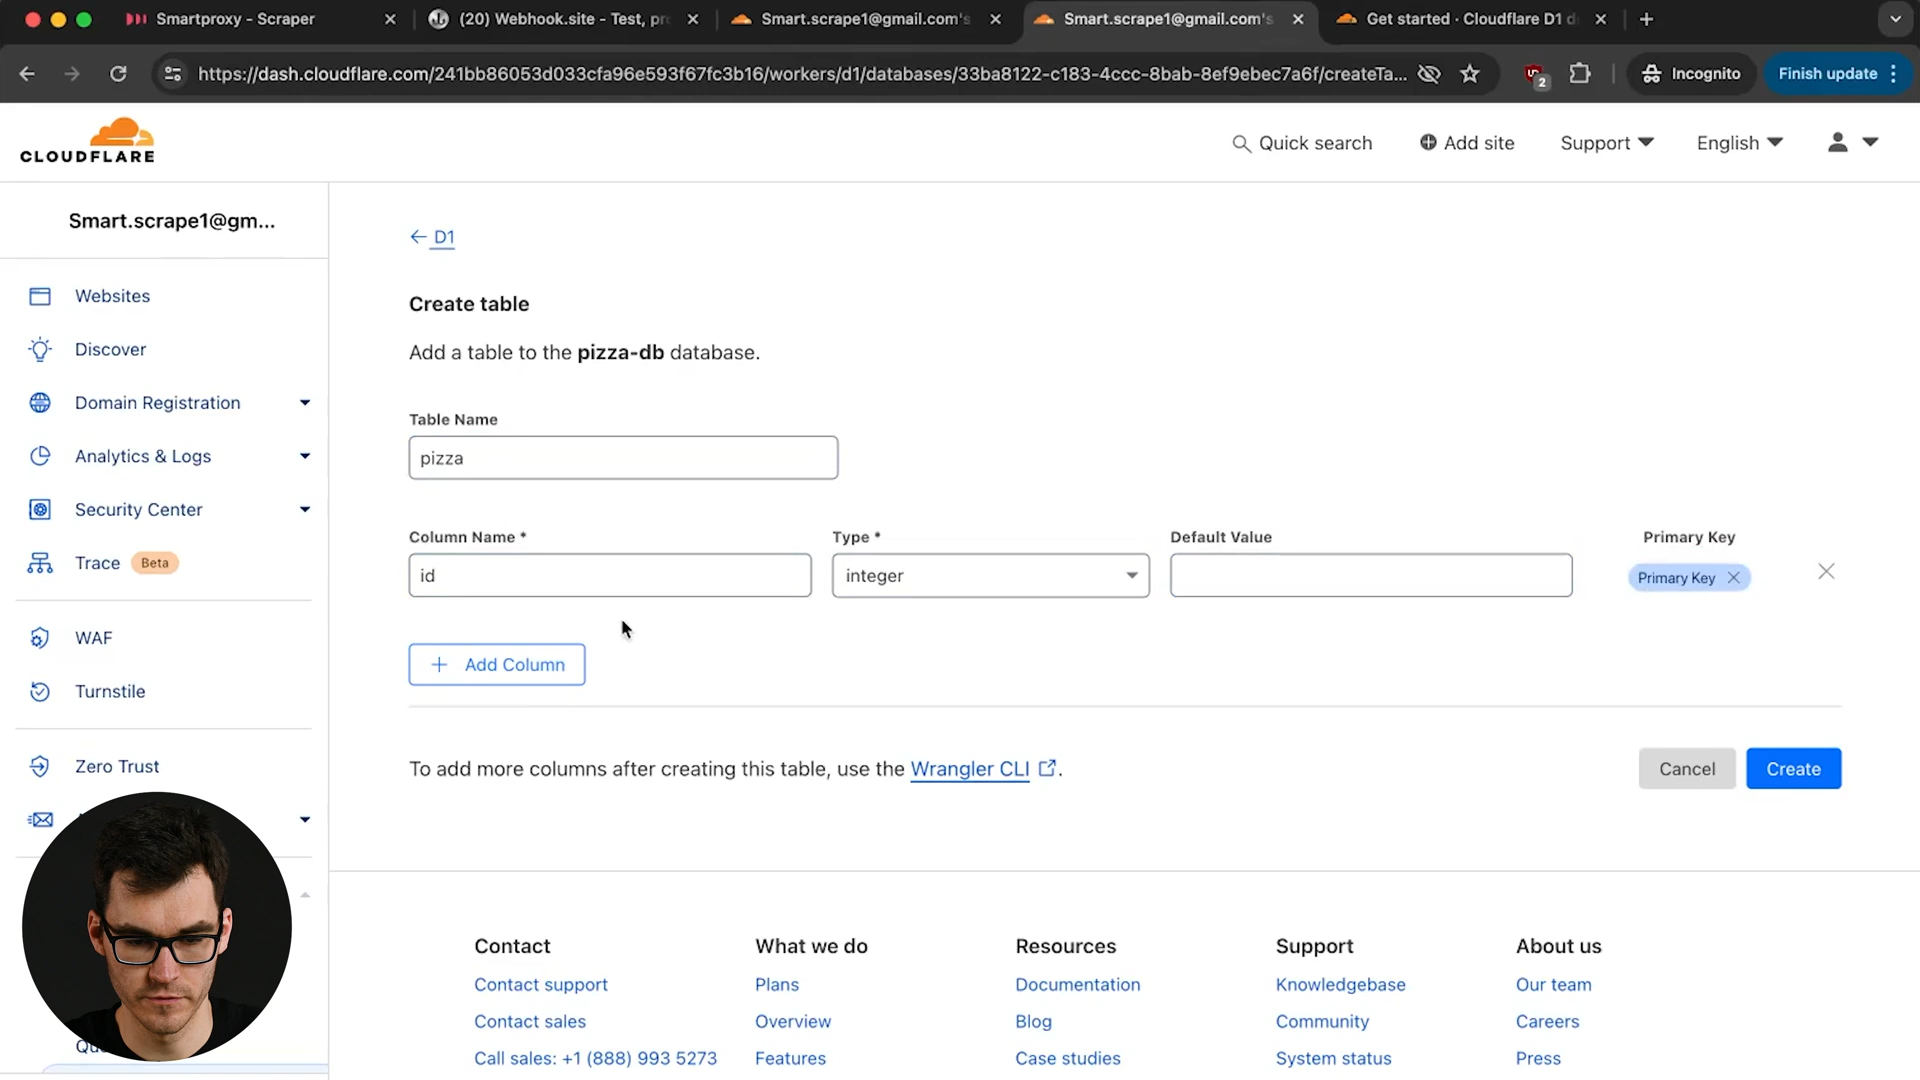 Smartproxy - Scraper
(20) Webhook.site - Test, pr
Smart.scrape1@gmail.com's
Smart.scrape1@gmail.com's
Get started · Cloudflare D1 d
https://dash.cloudflare.com/241bb86053d033cfa96e593f67fc3b16/workers/d1/databases/33ba8122-c183-4ccc-8bab-8ef9ebec7a6f/createTa...
2
Incognito
Finish update
CLOUDFLARE
Quick search
Add site
Support
English
Smart.scrape1@gm...
Websites
Discover
Domain Registration
Analytics & Logs
Security Center
Trace Beta
WAF
Turnstile
Zero Trust
D1
Create table
Add a table to the pizza-db database.
Table Name
pizza
Column Name * Type * Default Value Primary Key
id integer Primary Key
Add Column
To add more columns after creating this table, use the Wrangler CLI.
Cancel
Create
Contact
Contact support
Contact sales
Call sales: +1 (888) 993 5273
What we do
Plans
Overview
Features
Resources
Documentation
Blog
Case studies
Support
Knowledgebase
Community
System status
About us
Our team
Careers
Press